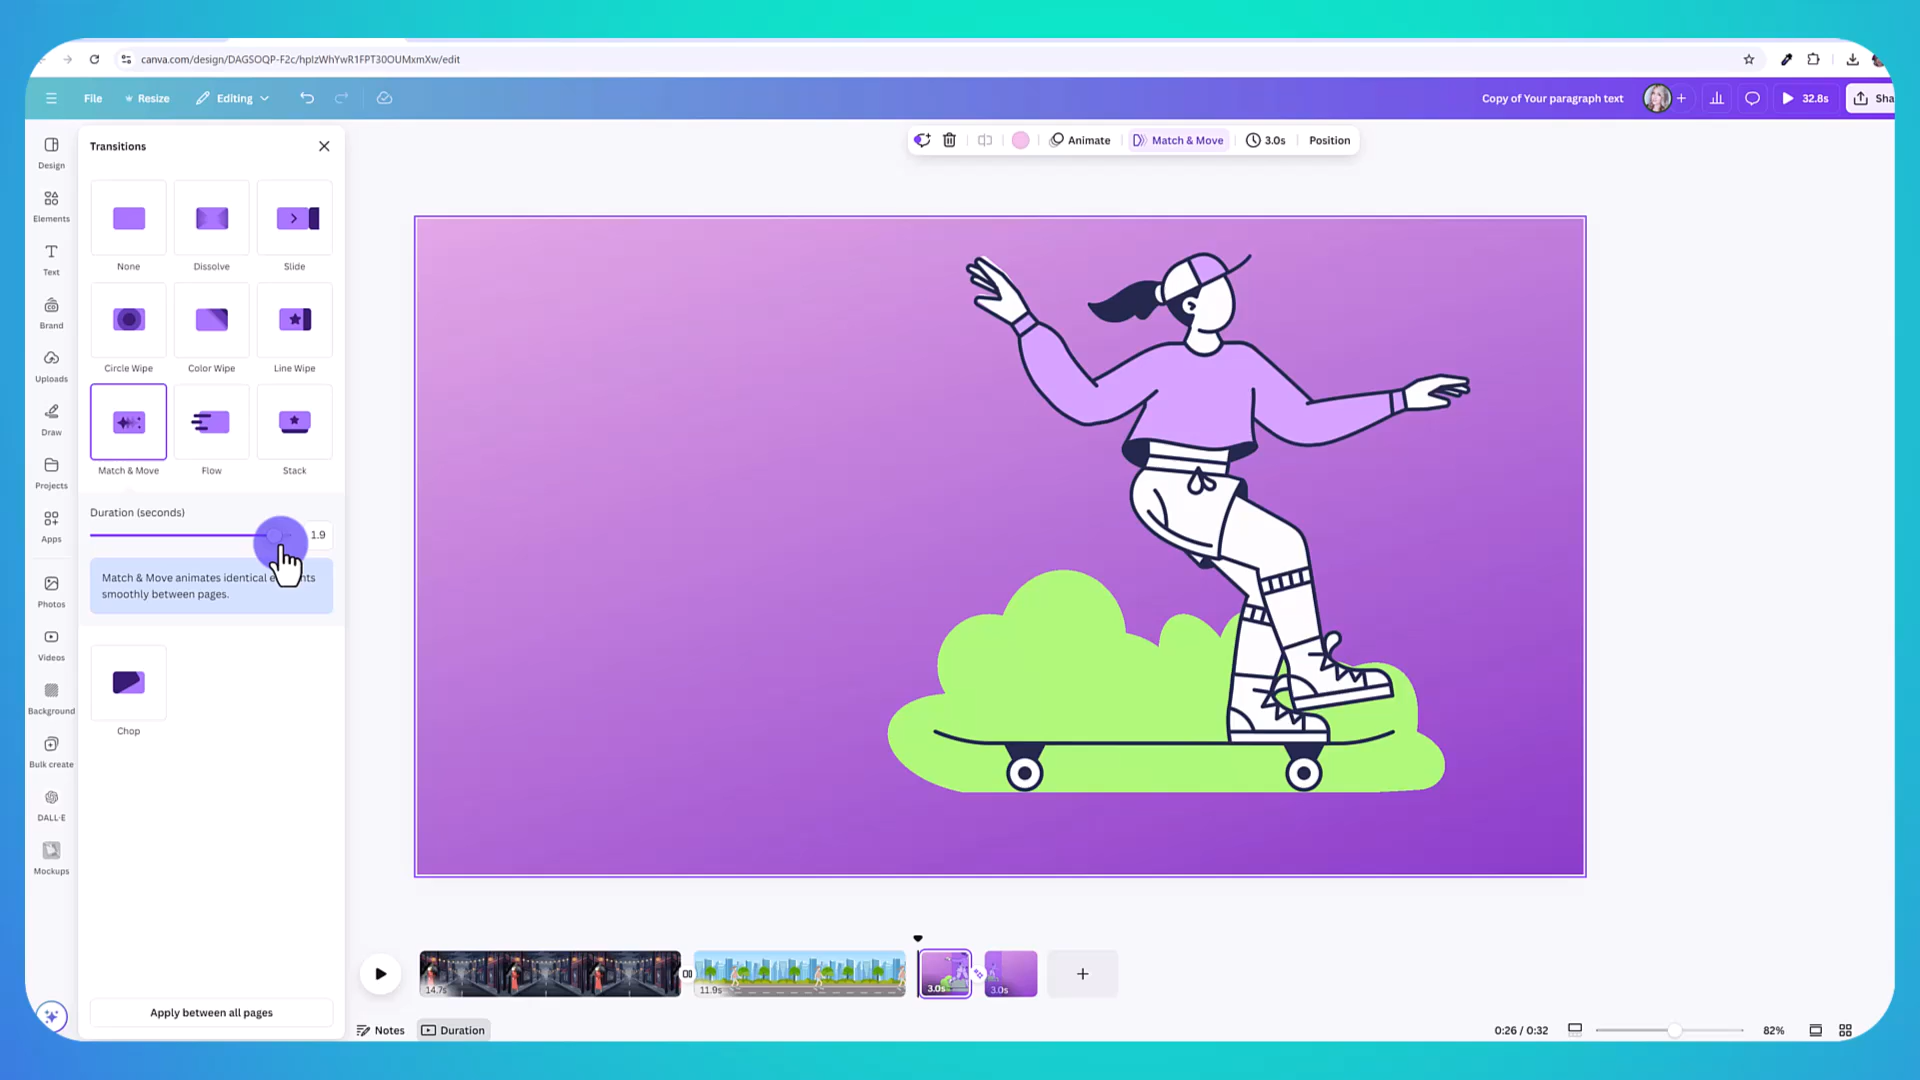 canva.com/design/DAGSOQP-F2c/hpIzWhYwR1FPT30OUMxmXw/edit
File
Resize
Editing
Copy of Your paragraph text
32.8s
Sha
Design
Elements
Text
Brand
Uploads
Draw
Projects
Apps
Photos
Videos
Background
Bulk create
DALL·E
Mockups
Transitions
None
Dissolve
Slide
Circle Wipe
Color Wipe
Line Wipe
Match & Move
Flow
Stack
Duration (seconds)
1.9
Match & Move animates identical e nts
smoothly between pages.
Chop
Apply between all pages
Animate
Match & Move
3.0s
Position
14.7s
11.9s
3.0s
3.0s
Notes
Duration
0:26 / 0:32
82%